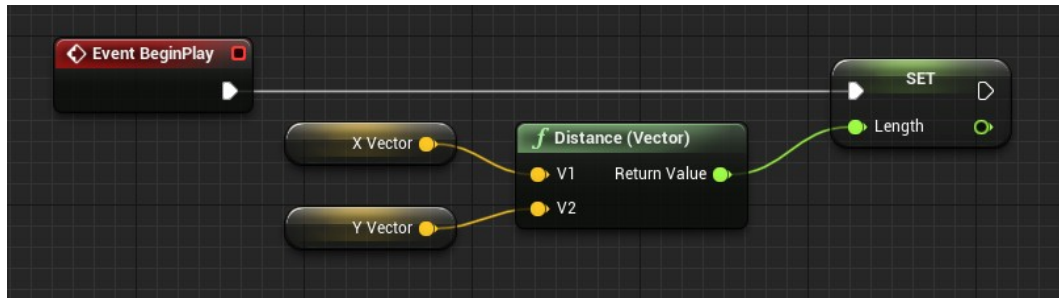 Event BeginPlay
SET
Length
X Vector
f Distance (Vector)
V1 Return Value
V2
Y Vector